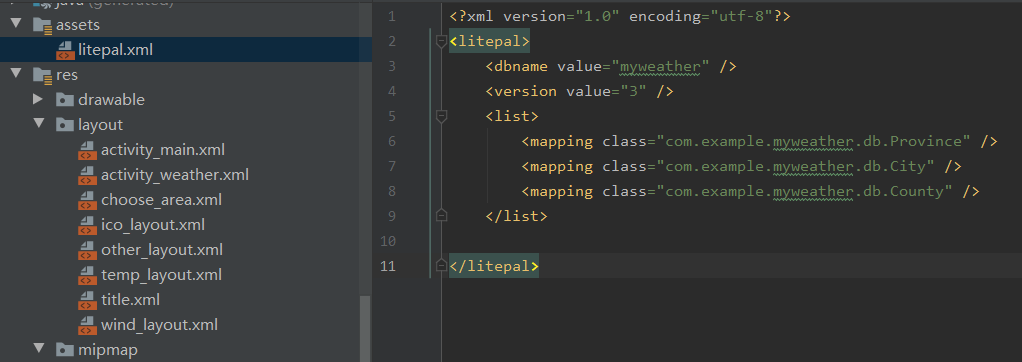 java (generated)
assets
litepal.xml
res
drawable
layout
activity_main.xml
activity_weather.xml
choose_area.xml
ico_layout.xml
other_layout.xml
temp_layout.xml
title.xml
wind_layout.xml
mipmap
1 <?xml version="1.0" encoding="utf-8"?>
2 <litepal>
3 <dbname value="myweather" />
4 <version value="3" />
5 <list>
6 <mapping class="com.example.myweather.db.Province" />
7 <mapping class="com.example.myweather.db.City" />
8 <mapping class="com.example.myweather.db.County" />
9 </list>
10
11 </litepal>